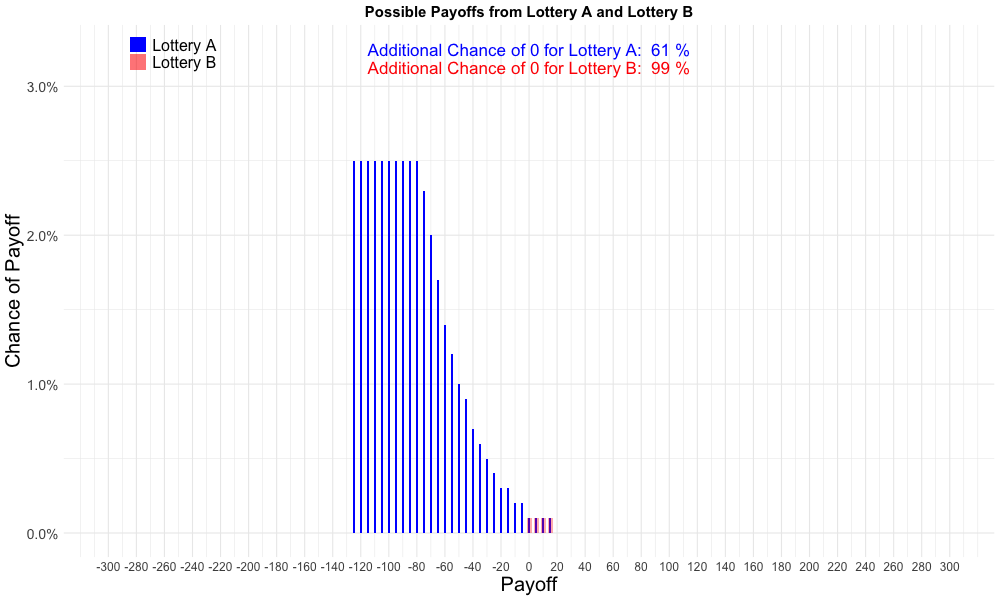 Possible Payoffs from Lottery A and Lottery B
Lottery A
Lottery B
Additional Chance of 0 for Lottery A:  61 %
Additional Chance of 0 for Lottery B:  99 %
Chance of Payoff
3.0%
2.0%
1.0%
0.0%
-300 -280 -260 -240 -220 -200 -180 -160 -140 -120 -100 -80 -60 -40 -20 0 20 40 60 80 100 120 140 160 180 200 220 240 260 280 300
Payoff